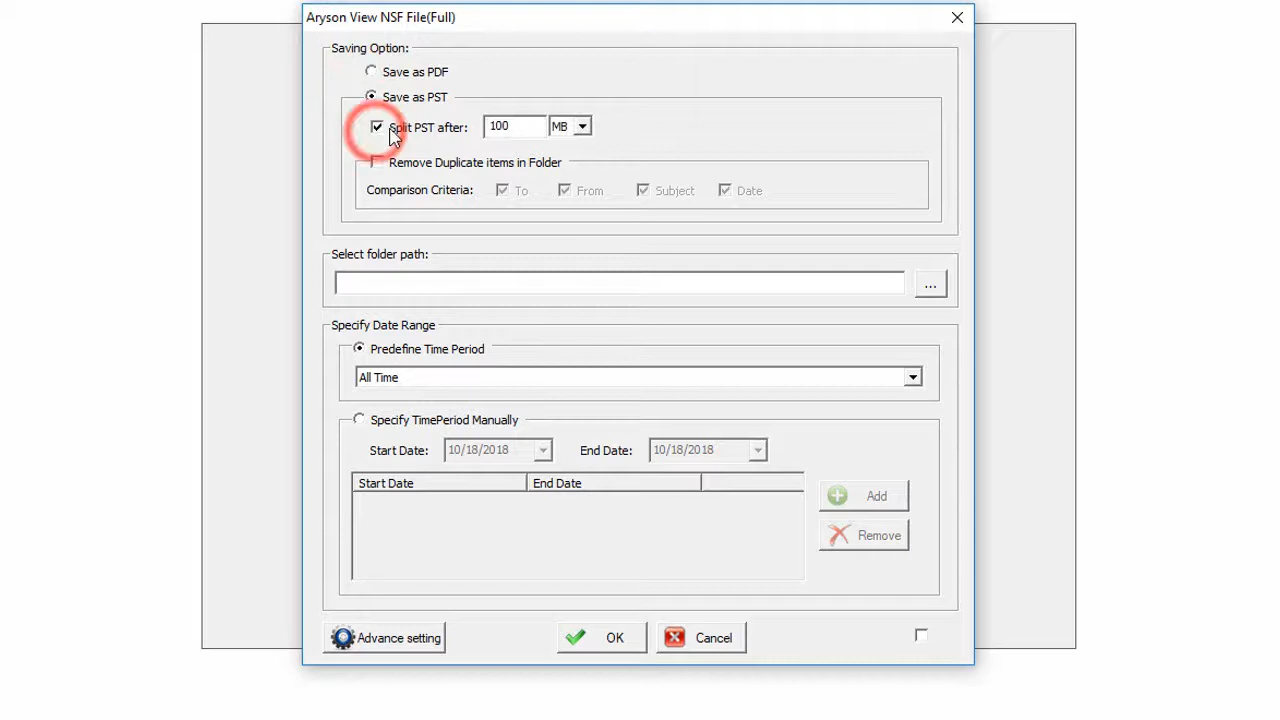 Aryson View NSF File(Full)
Saving Option:
Save as PDF
Save as PST
Split PST after: 100 MB
Remove Duplicate items in Folder
Comparison Criteria: To From Subject Date
Select folder path:
...
Specify Date Range
Predefine Time Period
All Time
Specify TimePeriod Manually
Start Date: 10/18/2018 End Date: 10/18/2018
Start Date End Date
Add
Remove
Advance setting OK Cancel